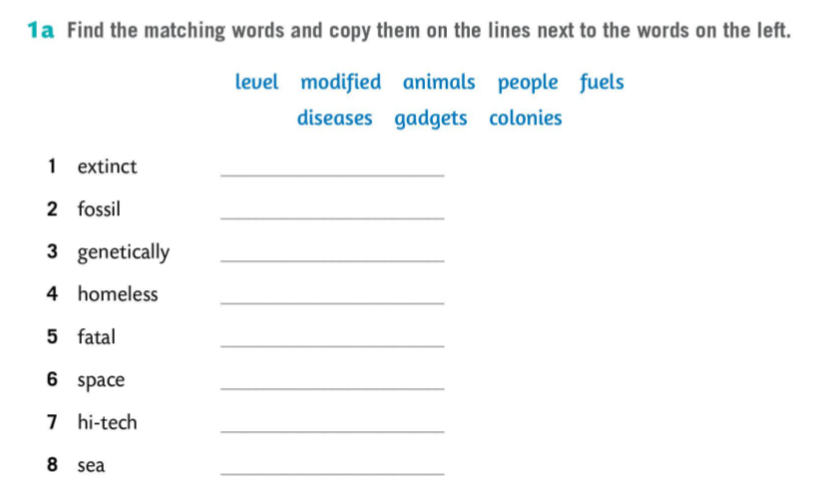 1a Find the matching words and copy them on the lines next to the words on the left.
level modified animals people fuels
diseases gadgets colonies
1 extinct
2 fossil
3 genetically
4 homeless
5 fatal
6 space
7 hi-tech
8 sea